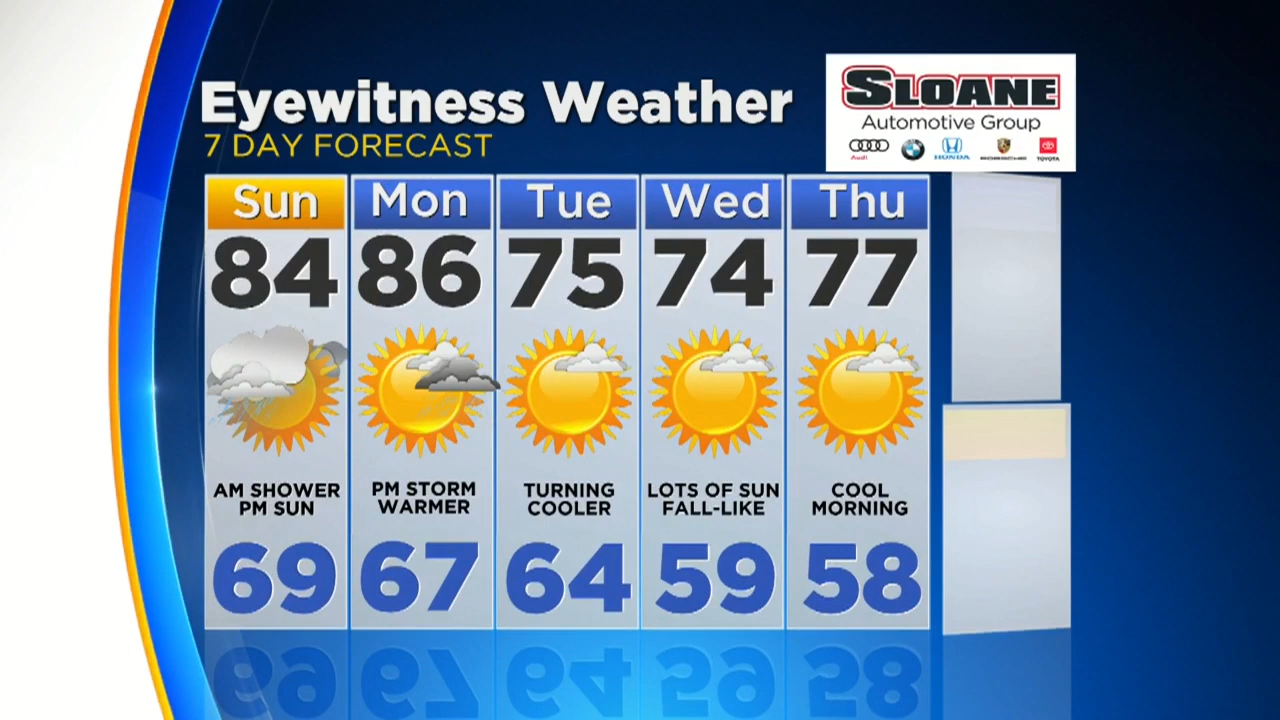 Eyewitness Weather
7 DAY FORECAST
SLOANE
Automotive Group
Audi HONDA TOYOTA
Sun Mon Tue Wed Thu
84 86 75 74 77
AM SHOWER PM STORM TURNING LOTS OF SUN COOL
PM SUN WARMER COOLER FALL-LIKE MORNING
69 67 64 59 58